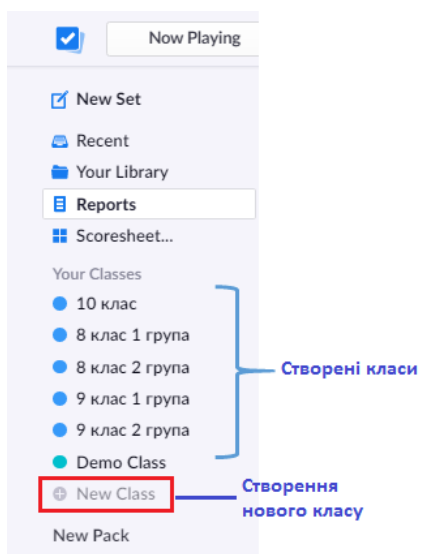 Now Playing
New Set
Recent
Your Library
Reports
Scoresheet...
Your Classes
10 клас
8 клас 1 група
8 клас 2 група
9 клас 1 група
9 клас 2 група
Demo Class
New Class
New Pack
Створені класи
Створення
нового класу